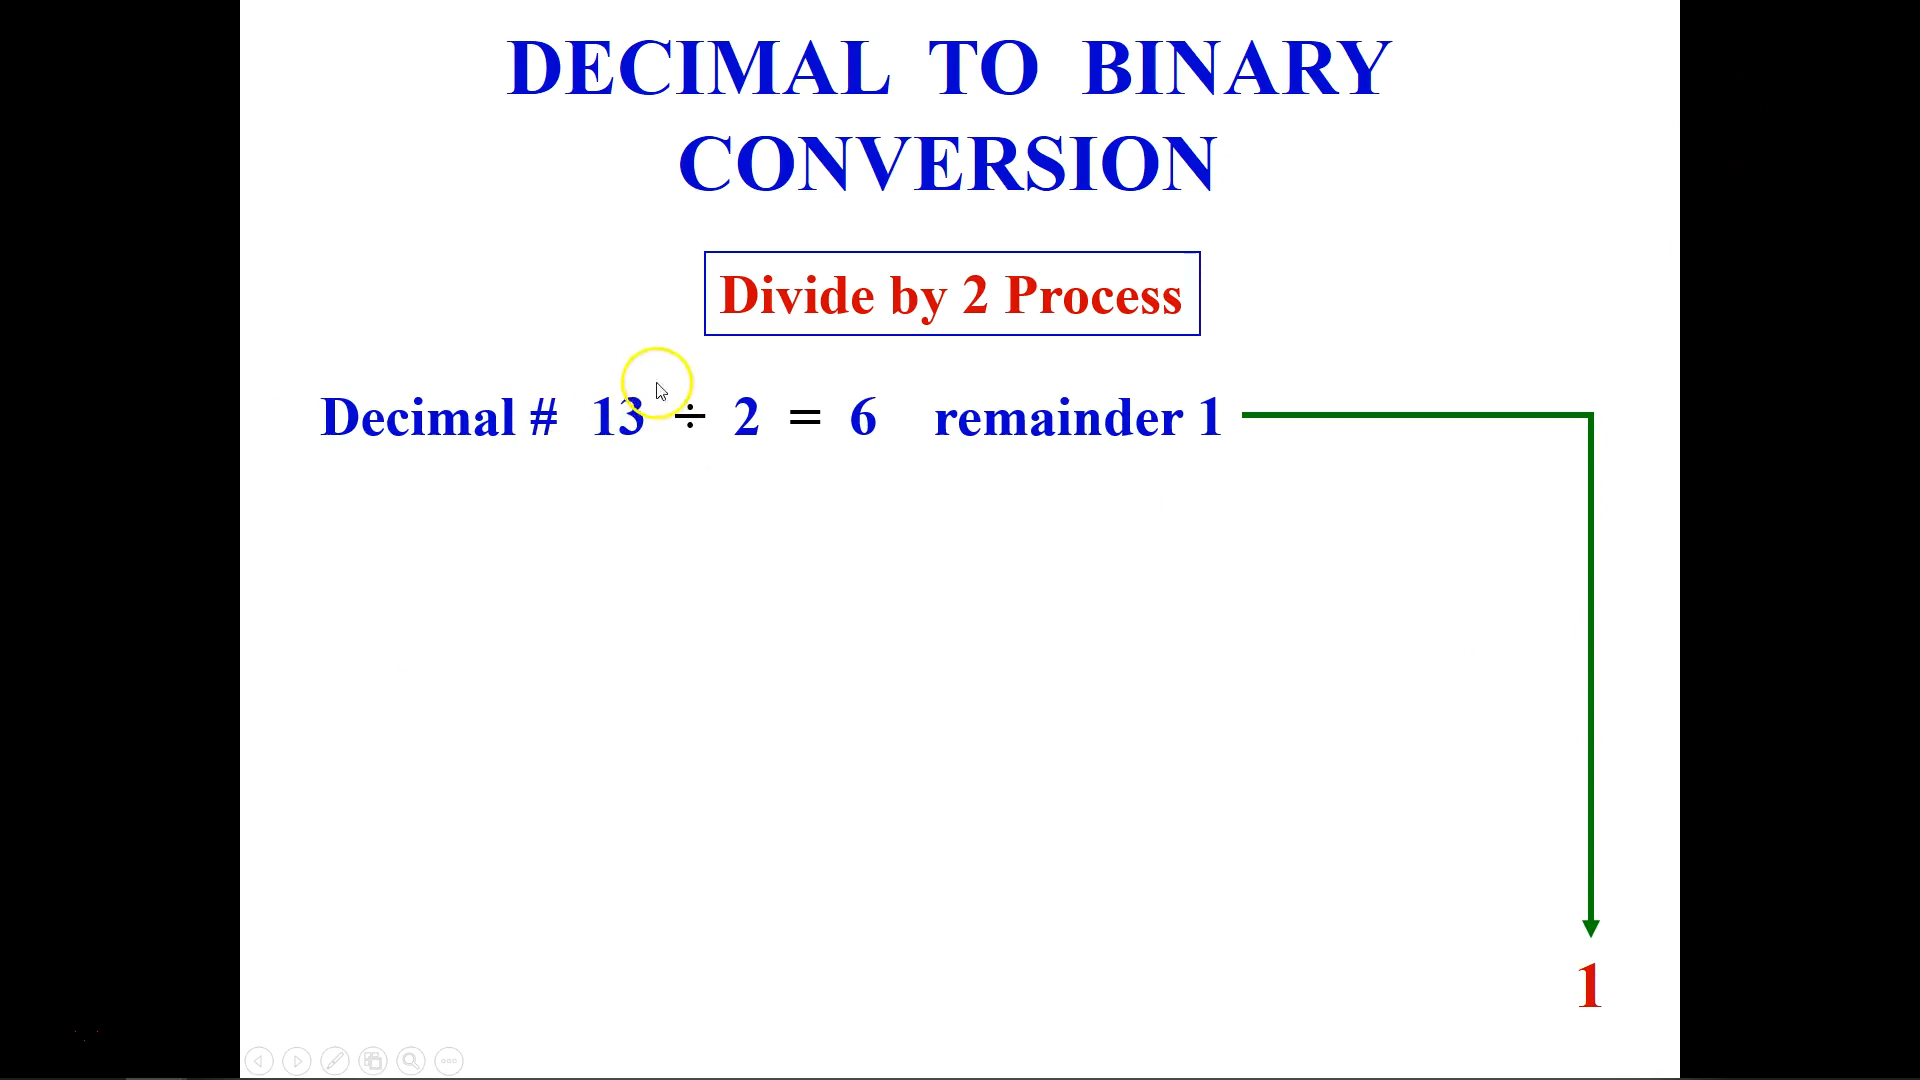 DECIMAL TO BINARY
CONVERSION
Divide by 2 Process
Decimal # 13 ÷ 2 = 6 remainder 1
1